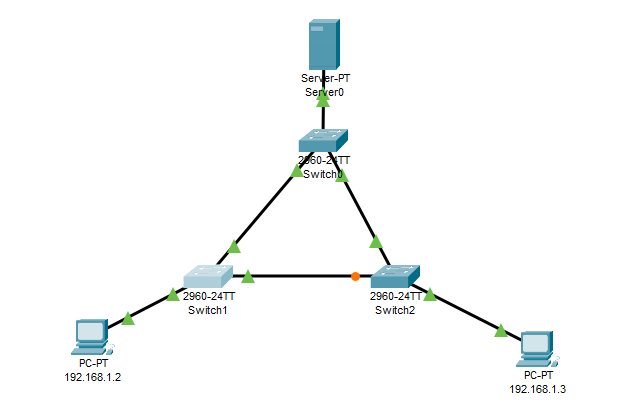 Server-PT
Server0
2960-24TT
Switch0
2960-24TT
Switch1
2960-24TT
Switch2
PC-PT
192.168.1.2
PC-PT
192.168.1.3